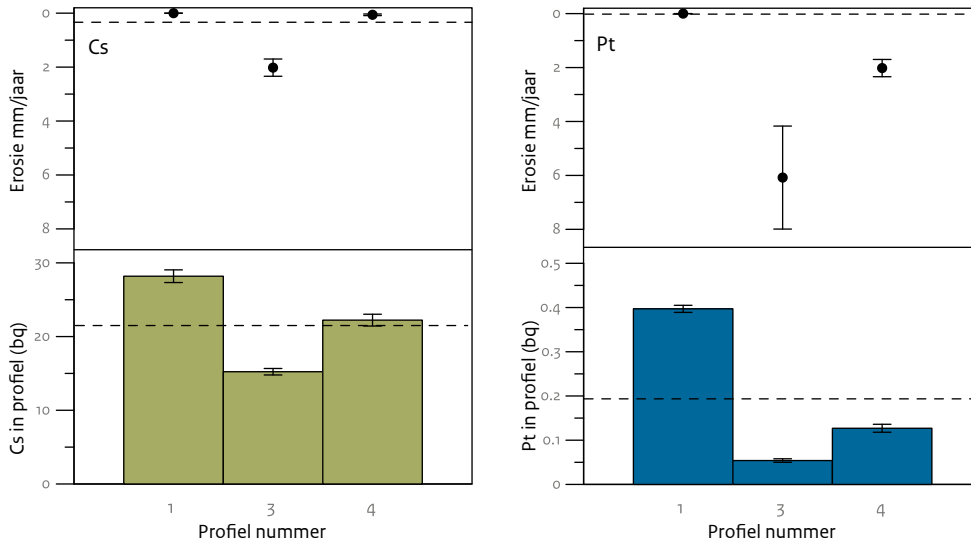 Erosie mm/jaar
0
2
4
6
8
Cs
Cs in profiel (bq)
30
20
10
0
1 3 4
Profiel nummer
Erosie mm/jaar
0
2
4
6
8
Pt
Pt in profiel (bq)
0.5
0.4
0.3
0.2
0.1
0
1 3 4
Profiel nummer